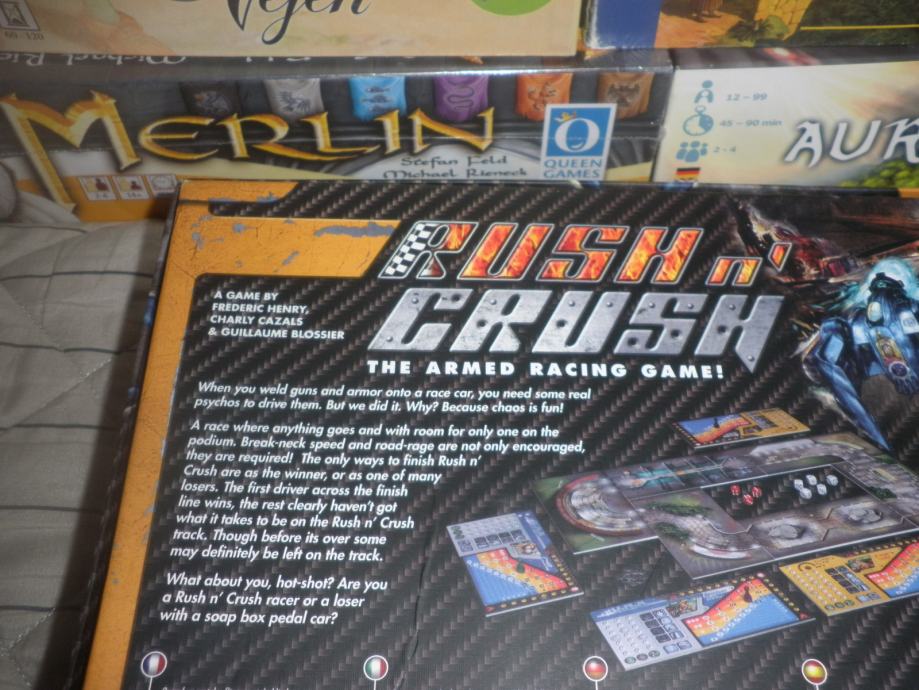 60 - 120
MERLIN
Stefan Feld
Michael Rieneck
QUEEN
GAMES
12 – 99
45 – 90 min
2 - 4
AUR
RUSH n'
CRUSH
THE ARMED RACING GAME!
A GAME BY
FREDERIC HENRY,
CHARLY CAZALS
& GUILLAUME BLOSSIER
When you weld guns and armor onto a race car, you need some real
psychos to drive them. But we did it. Why? Because chaos is fun!
A race where anything goes and with room for only one on the
podium. Break-neck speed and road-rage are not only encouraged,
they are required! The only ways to finish Rush n'
Crush are as the winner, or as one of many
losers. The first driver across the finish
line wins, the rest clearly haven't got
what it takes to be on the Rush n' Crush
track. Though before its over some
may definitely be left on the track.
What about you, hot-shot? Are you
a Rush n' Crush racer or a loser
with a soap box pedal car?